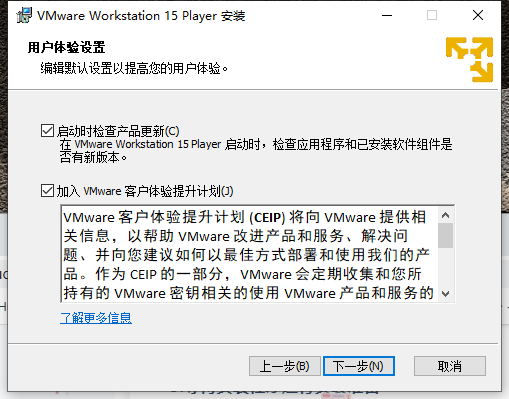 VMware Workstation 15 Player 安装
用户体验设置
编辑默认设置以提高您的用户体验。
启动时检查产品更新(C)
在 VMware Workstation 15 Player 启动时，检查应用程序和已安装软件组件是
否有新版本。
加入 VMware 客户体验提升计划(J)
VMware 客户体验提升计划 (CEIP) 将向 VMware 提供相
关信息，以帮助 VMware 改进产品和服务、解决问
题、并向您建议如何以最佳方式部署和使用我们的产
品。作为 CEIP 的一部分，VMware 会定期收集和您所
持有的 VMware 密钥相关的使用 VMware 产品和服务的
了解更多信息
上一步(B)
下一步(N)
取消